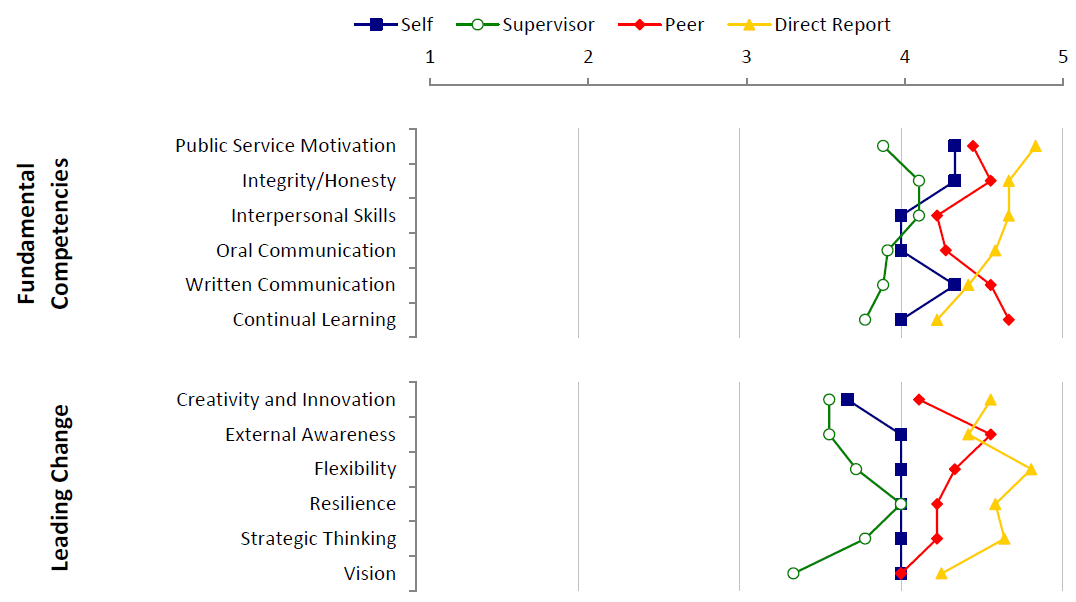 Self Supervisor Peer Direct Report
1 2 3 4 5
Fundamental
Competencies
Public Service Motivation
Integrity/Honesty
Interpersonal Skills
Oral Communication
Written Communication
Continual Learning
Leading Change
Creativity and Innovation
External Awareness
Flexibility
Resilience
Strategic Thinking
Vision